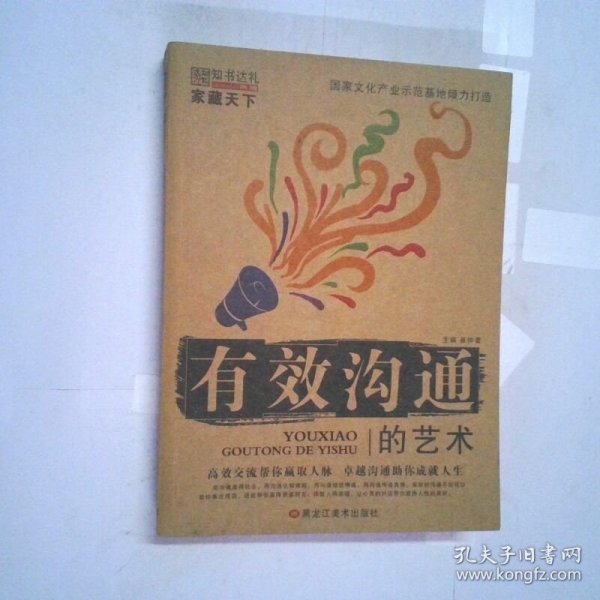 知书达礼
家藏天下
国家文化产业示范基地倾力打造
主编
有效沟通
YOUXIAO
GOUTONG DE YISHU
的艺术
高效交流帮你赢取人脉 卓越沟通助你成就人生
黑龙江美术出版社
孔夫子旧书网
www.kongfz.com